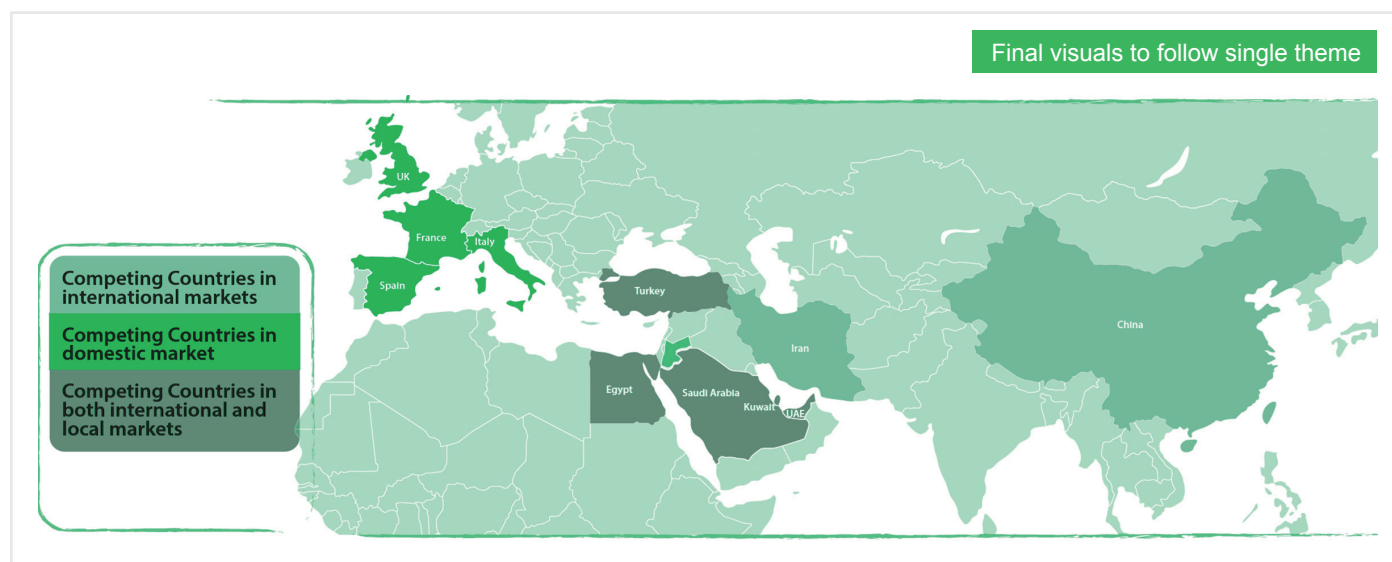 Final visuals to follow single theme
UK
France
Italy
Spain
Turkey
Iran
China
Egypt
Saudi Arabia
Kuwait
UAE
Competing Countries in
international markets
Competing Countries in
domestic market
Competing Countries in
both international and
local markets